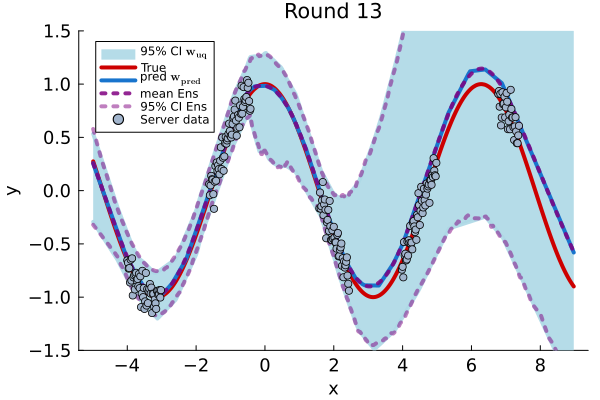 Round 13
1.5
1.0
0.5
0.0
−0.5
−1.0
−1.5
y
95% CI w_uq
True
pred w_pred
mean Ens
95% CI Ens
Server data
−4 −2 0 2 4 6 8
x